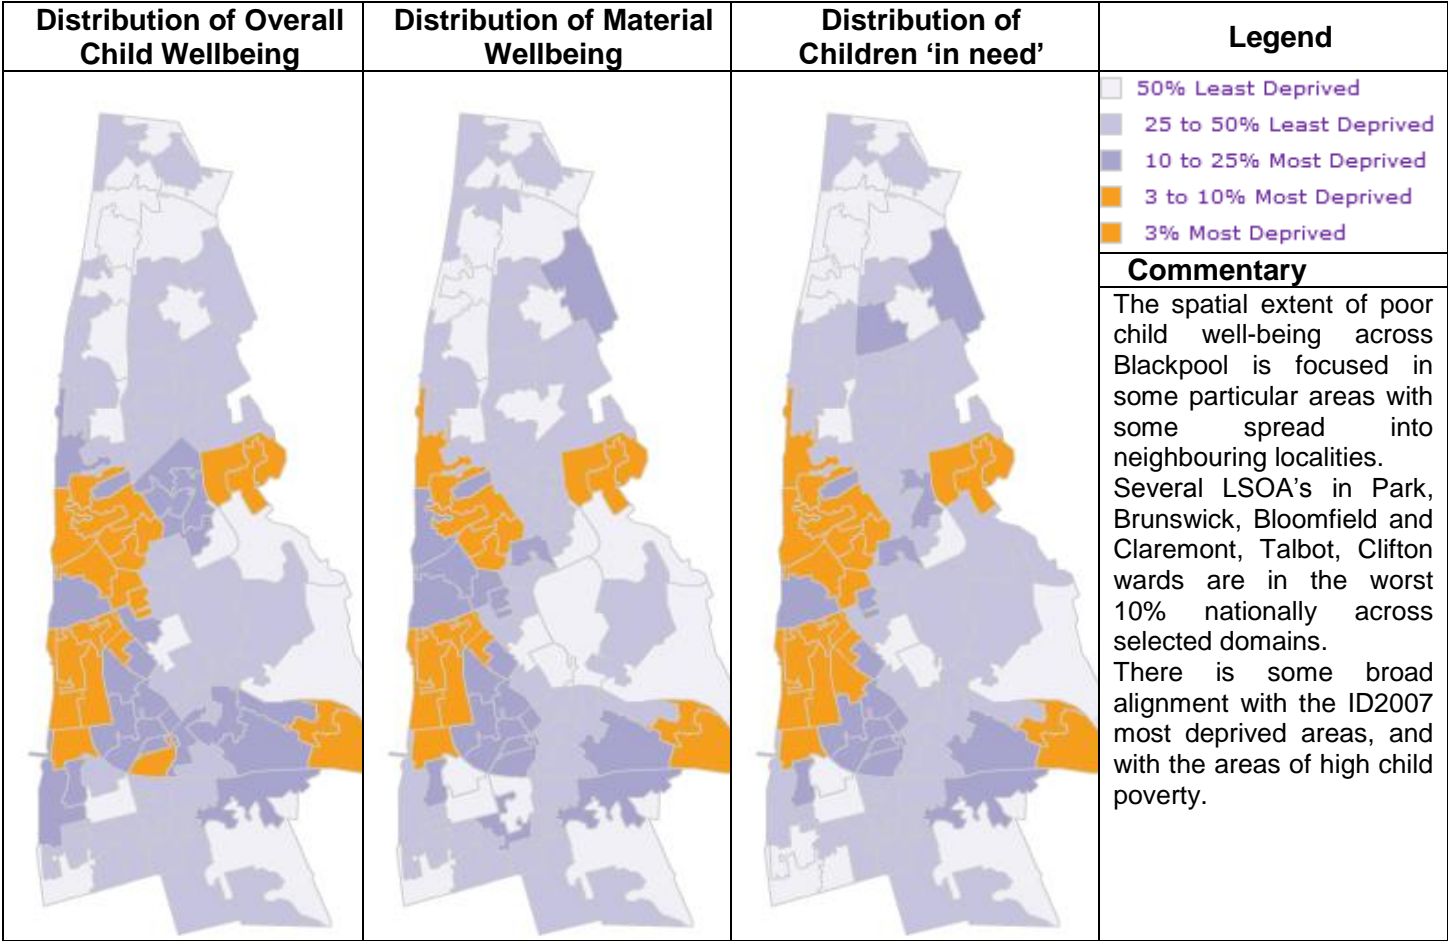 Distribution of Overall
Child Wellbeing
Distribution of Material
Wellbeing
Distribution of
Children ‘in need’
Legend
50% Least Deprived
25 to 50% Least Deprived
10 to 25% Most Deprived
3 to 10% Most Deprived
3% Most Deprived
Commentary
The spatial extent of poor
child well-being across
Blackpool is focused in
some particular areas with
some spread into
neighbouring localities.
Several LSOA’s in Park,
Brunswick, Bloomfield and
Claremont, Talbot, Clifton
wards are in the worst
10% nationally across
selected domains.
There is some broad
alignment with the ID2007
most deprived areas, and
with the areas of high child
poverty.